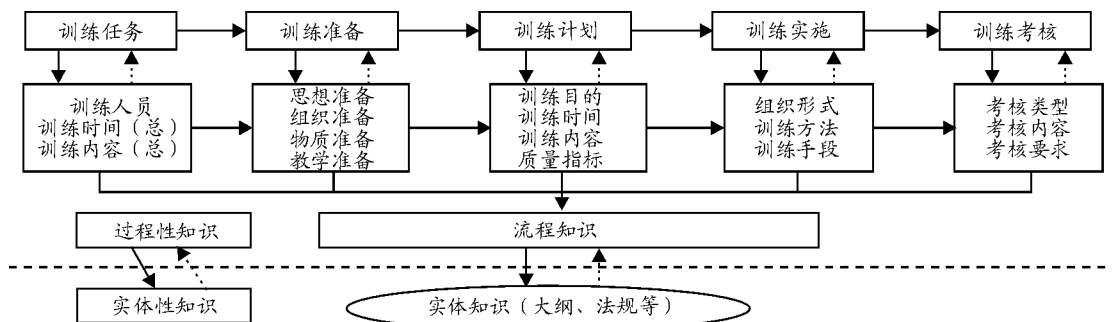 训练任务
训练准备
训练计划
训练实施
训练考核
训练人员
训练时间（总）
训练内容（总）
思想准备
组织准备
物质准备
教学准备
训练目的
训练时间
训练内容
质量指标
组织形式
训练方法
训练手段
考核类型
考核内容
考核要求
过程性知识
流程知识
实体性知识
实体知识（大纲、法规等）